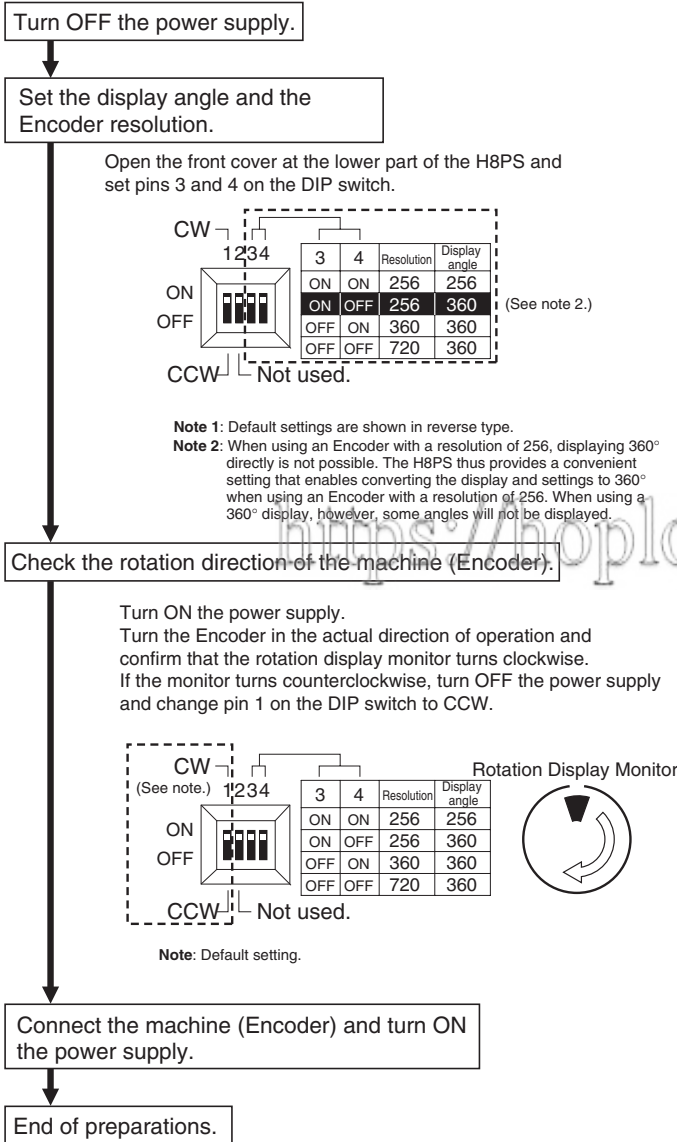 Turn OFF the power supply.
Set the display angle and the
Encoder resolution.
Open the front cover at the lower part of the H8PS and
set pins 3 and 4 on the DIP switch.
CW
1234
ON
OFF
CCW
Not used.
3 4 Resolution Display angle
ON ON 256 256
ON OFF 256 360 (See note 2.)
OFF ON 360 360
OFF OFF 720 360
Note 1: Default settings are shown in reverse type.
Note 2: When using an Encoder with a resolution of 256, displaying 360°
directly is not possible. The H8PS thus provides a convenient
setting that enables converting the display and settings to 360°
when using an Encoder with a resolution of 256. When using a
360° display, however, some angles will not be displayed.
https://hoplo
Check the rotation direction of the machine (Encoder).
Turn ON the power supply.
Turn the Encoder in the actual direction of operation and
confirm that the rotation display monitor turns clockwise.
If the monitor turns counterclockwise, turn OFF the power supply
and change pin 1 on the DIP switch to CCW.
CW
(See note.) 1234
ON
OFF
CCW
Not used.
3 4 Resolution Display angle
ON ON 256 256
ON OFF 256 360
OFF ON 360 360
OFF OFF 720 360
Rotation Display Monitor
Note: Default setting.
Connect the machine (Encoder) and turn ON
the power supply.
End of preparations.